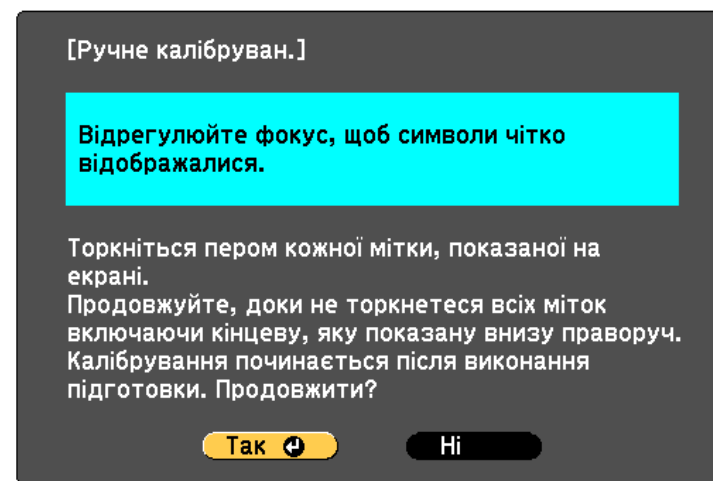 [Ручне калібруван.]
Відрегулюйте фокус, щоб символи чітко
відображалися.
Торкніться пером кожної мітки, показаної на
екрані.
Продовжуйте, доки не торкнетеся всіх міток
включаючи кінцеву, яку показану внизу праворуч.
Калібрування починається після виконання
підготовки. Продовжити?
Так Ні